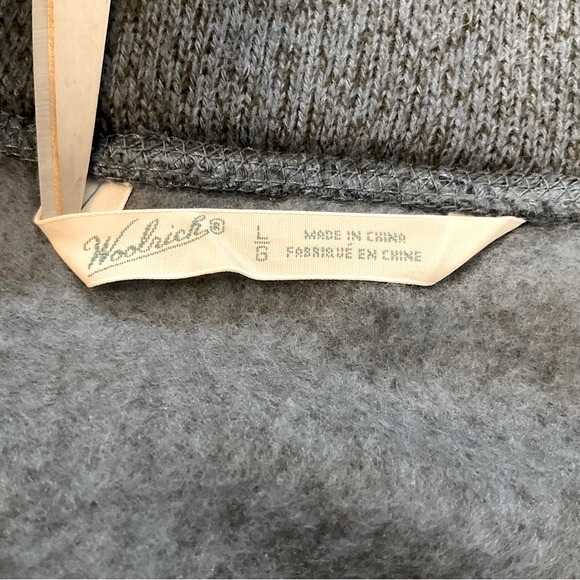 Woolrich®
L
G
MADE IN CHINA
FABRIQUÉ EN CHINE